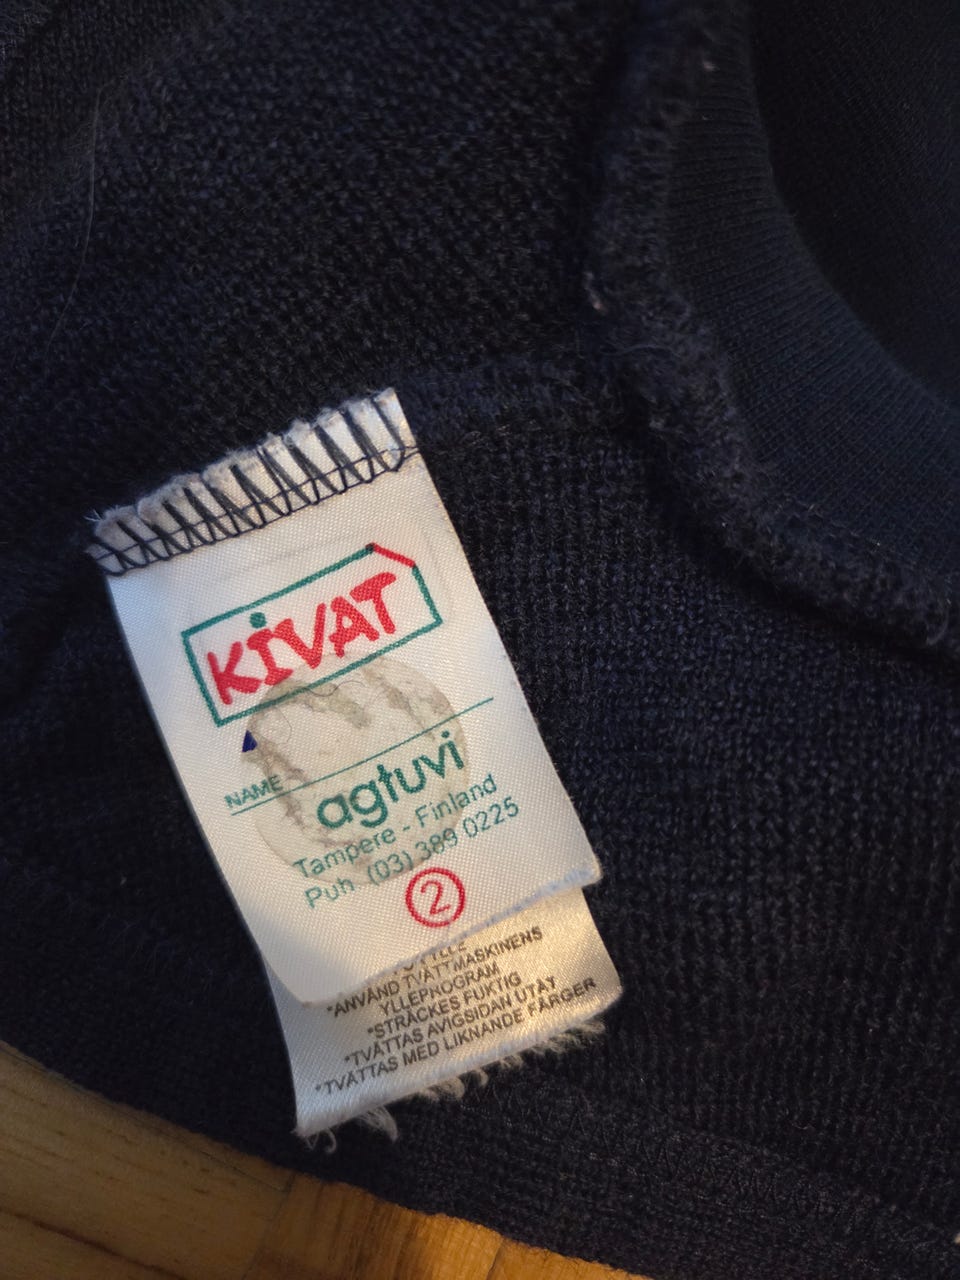 KiVAT
NAME
agtuvi
Tampere - Finland
Puh. (03) 389 0225
2
*ANVÄND TVÄTTMASKINENS
YLLEPROGRAM
*STRÄCKES FUKTIG
*TVÄTTAS AVIGSIDAN UTÅT
*TVÄTTAS MED LIKNANDE FÄRGER